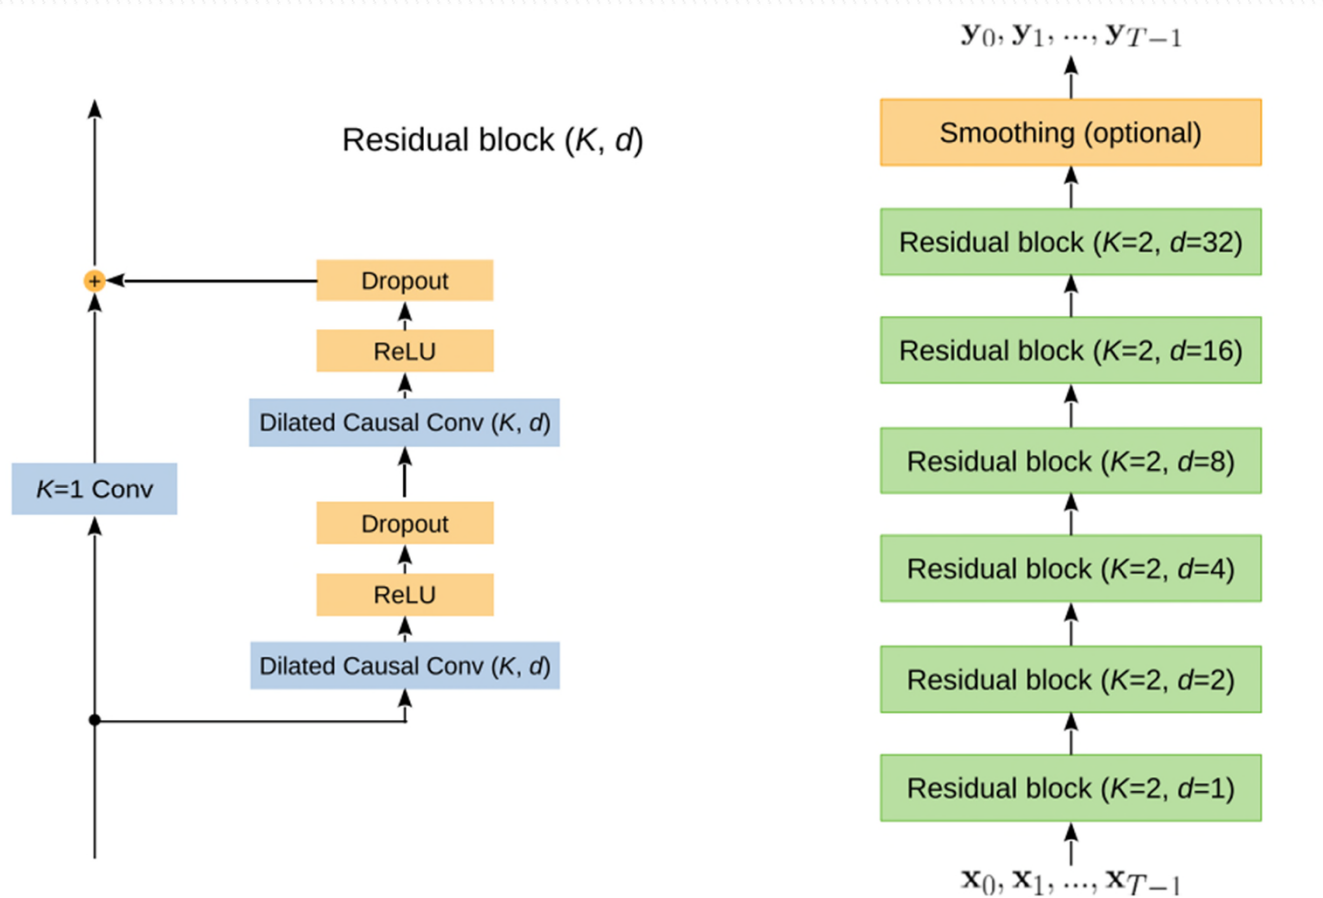 Residual block (K, d)
Dropout
ReLU
Dilated Causal Conv (K, d)
K=1 Conv
Dropout
ReLU
Dilated Causal Conv (K, d)
+
y₀, y₁, ..., y_T−1
Smoothing (optional)
Residual block (K=2, d=32)
Residual block (K=2, d=16)
Residual block (K=2, d=8)
Residual block (K=2, d=4)
Residual block (K=2, d=2)
Residual block (K=2, d=1)
x₀, x₁, ..., x_T−1